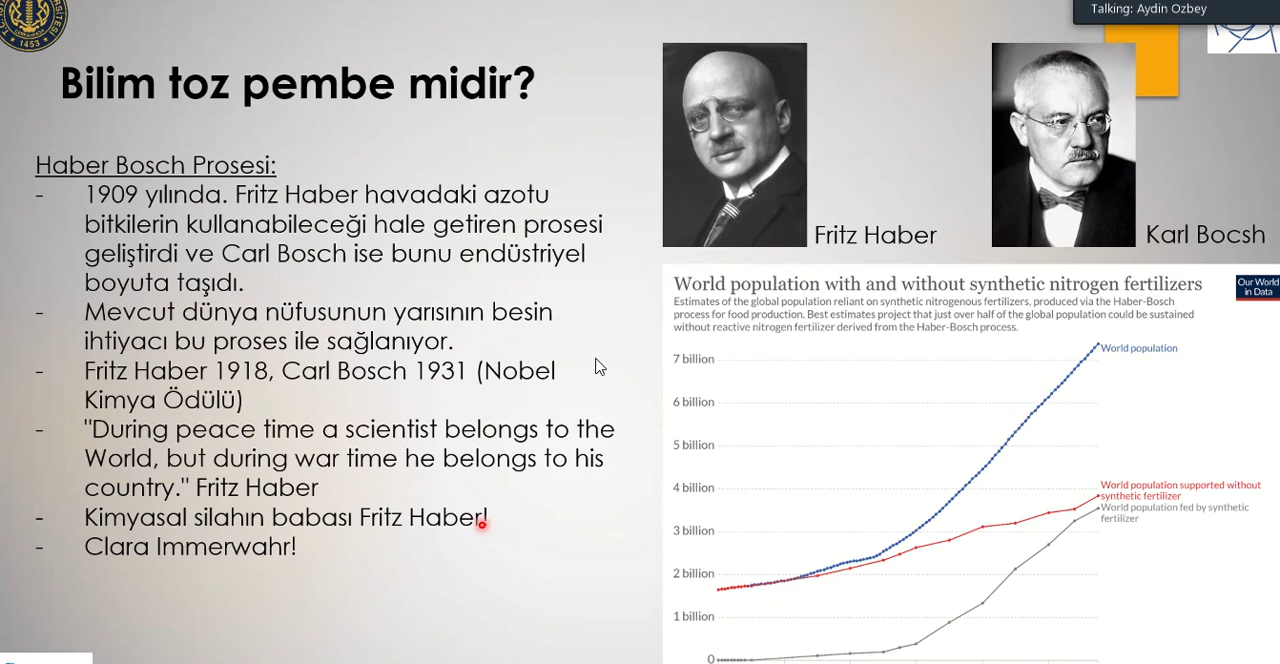 Talking: Aydin Ozbey
1453
Bilim toz pembe midir?
Haber Bosch Prosesi:
- 1909 yılında. Fritz Haber havadaki azotu
bitkilerin kullanabileceği hale getiren prosesi
geliştirdi ve Carl Bosch ise bunu endüstriyel
boyuta taşıdı.
- Mevcut dünya nüfusunun yarısının besin
ihtiyacı bu proses ile sağlanıyor.
- Fritz Haber 1918, Carl Bosch 1931 (Nobel
Kimya Ödülü)
- "During peace time a scientist belongs to the
World, but during war time he belongs to his
country." Fritz Haber
- Kimyasal silahın babası Fritz Haber!
- Clara Immerwahr!
Fritz Haber
Karl Bocsh
World population with and without synthetic nitrogen fertilizers
Our World
in Data
Estimates of the global population reliant on synthetic nitrogenous fertilizers, produced via the Haber-Bosch
process for food production. Best estimates project that just over half of the global population could be sustained
without reactive nitrogen fertilizer derived from the Haber-Bosch process.
7 billion
6 billion
5 billion
4 billion
3 billion
2 billion
1 billion
0
World population
World population supported without
synthetic fertilizer
World population fed by synthetic
fertilizer